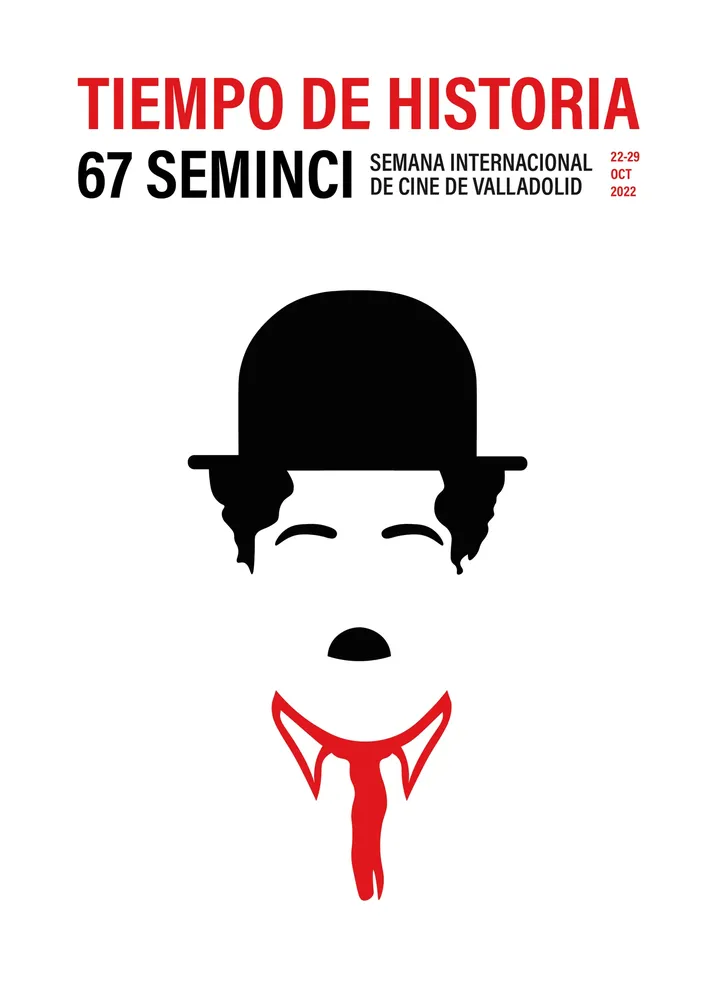 TIEMPO DE HISTORIA
67 SEMINCI
SEMANA INTERNACIONAL
DE CINE DE VALLADOLID
22-29
OCT
2022